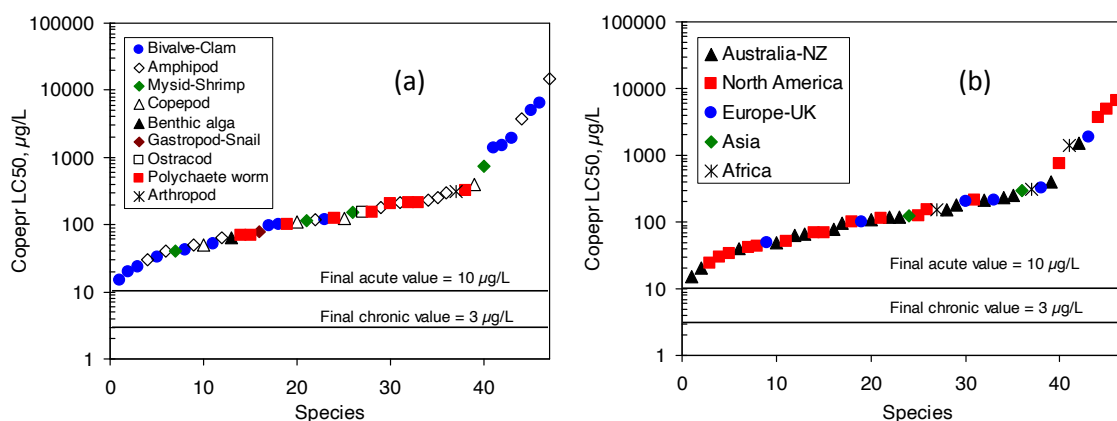 (a)
Copepr LC50, µg/L
100000
10000
1000
100
10
1
Bivalve-Clam
Amphipod
Mysid-Shrimp
Copepod
Benthic alga
Gastropod-Snail
Ostracod
Polychaete worm
Arthropod
Final acute value = 10 µg/L
Final chronic value = 3 µg/L
0 10 20 30 40
Species
(b)
Copepr LC50, µg/L
100000
10000
1000
100
10
1
Australia-NZ
North America
Europe-UK
Asia
Africa
Final acute value = 10 µg/L
Final chronic value = 3 µg/L
0 10 20 30 40
Species